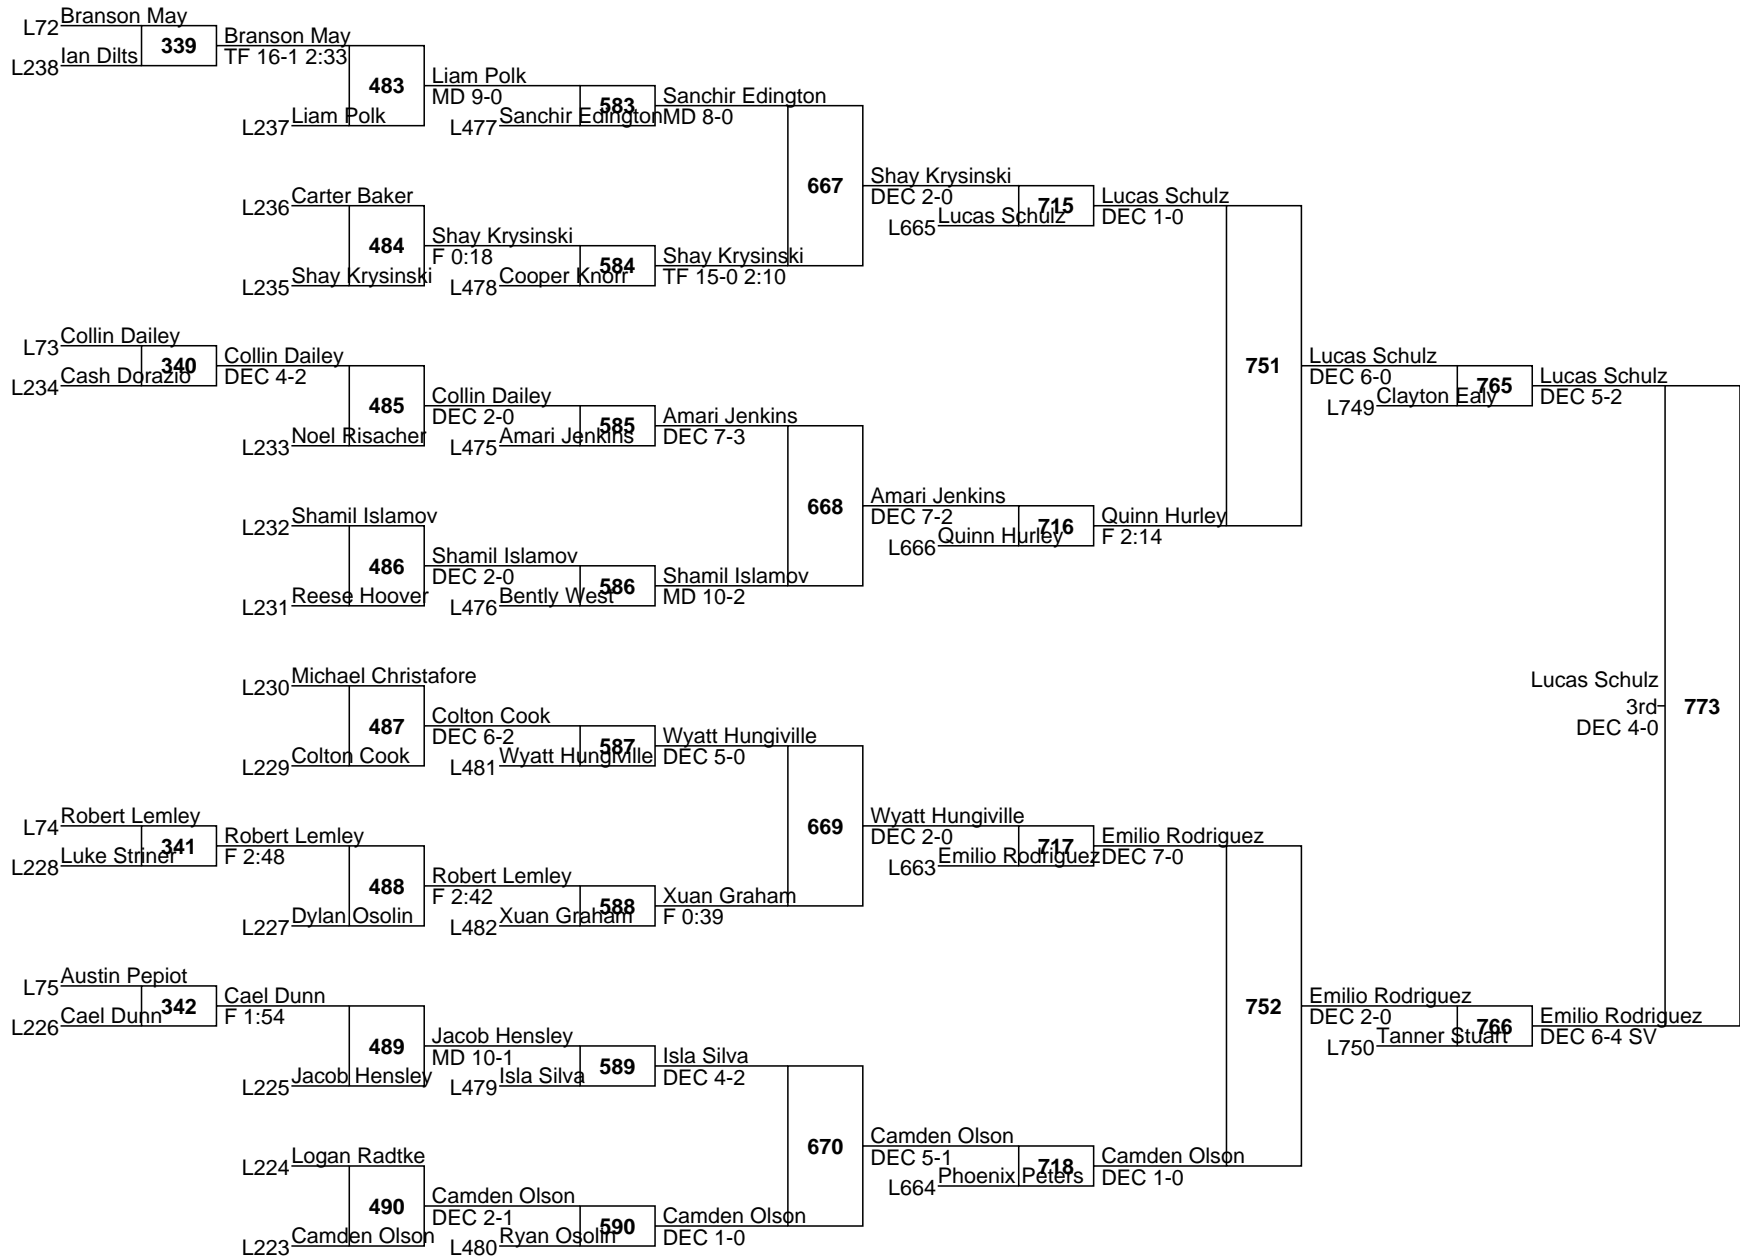 L72 Branson May
339
L238 Ian Dilts
Branson May
TF 16-1 2:33
483
L237 Liam Polk
Liam Polk
MD 9-0
583
L477 Sanchir Edington
Sanchir Edington
MD 8-0
667
L236 Carter Baker
484
L235 Shay Krysinski
Shay Krysinski
F 0:18
584
L478 Cooper Knorr
Shay Krysinski
TF 15-0 2:10
Shay Krysinski
DEC 2-0
715
L665 Lucas Schulz
Lucas Schulz
DEC 1-0
751
L73 Collin Dailey
340
L234 Cash Dorazio
Collin Dailey
DEC 4-2
485
L233 Noel Risacher
Collin Dailey
DEC 2-0
585
L475 Amari Jenkins
Amari Jenkins
DEC 7-3
668
L232 Shamil Islamov
486
L231 Reese Hoover
Shamil Islamov
DEC 2-0
586
L476 Bently West
Shamil Islamov
MD 10-2
Amari Jenkins
DEC 7-2
716
L666 Quinn Hurley
Quinn Hurley
F 2:14
Lucas Schulz
DEC 6-0
765
L749 Clayton Ealy
Lucas Schulz
DEC 5-2
L230 Michael Christafore
487
L229 Colton Cook
Colton Cook
DEC 6-2
587
L481 Wyatt Hungiville
Wyatt Hungiville
DEC 5-0
669
L74 Robert Lemley
341
L228 Luke Striner
Robert Lemley
F 2:48
488
L227 Dylan Osolin
Robert Lemley
F 2:42
588
L482 Xuan Graham
Xuan Graham
F 0:39
Wyatt Hungiville
DEC 2-0
717
L663 Emilio Rodriguez
Emilio Rodriguez
DEC 7-0
752
L75 Austin Pepiot
342
L226 Cael Dunn
Cael Dunn
F 1:54
489
L225 Jacob Hensley
Jacob Hensley
MD 10-1
589
L479 Isla Silva
Isla Silva
DEC 4-2
670
L224 Logan Radtke
490
L223 Camden Olson
Camden Olson
DEC 2-1
590
L480 Ryan Osolin
Camden Olson
DEC 1-0
Camden Olson
DEC 5-1
718
L664 Phoenix Peters
Camden Olson
DEC 1-0
Emilio Rodriguez
DEC 2-0
766
L750 Tanner Stuart
Emilio Rodriguez
DEC 6-4 SV
Lucas Schulz
3rd
DEC 4-0
773